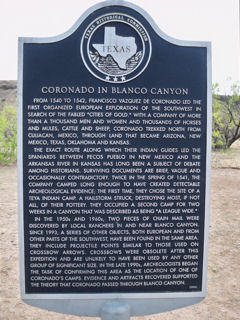 TEXAS HISTORICAL COMMISSION
TEXAS
CORONADO IN BLANCO CANYON
FROM 1540 TO 1542, FRANCISCO VAZQUEZ DE CORONADO LED THE
FIRST ORGANIZED EUROPEAN EXPLORATION OF THE SOUTHWEST IN
SEARCH OF THE FABLED "CITIES OF GOLD." WITH A COMPANY OF MORE
THAN A THOUSAND MEN AND WOMEN AND THOUSANDS OF HORSES
AND MULES, CATTLE AND SHEEP, CORONADO TREKKED NORTH FROM
CULIACAN, MEXICO, THROUGH LAND THAT BECAME ARIZONA, NEW
MEXICO, TEXAS, OKLAHOMA AND KANSAS.
THE EXACT ROUTE ALONG WHICH THEIR INDIAN GUIDES LED THE
SPANIARDS BETWEEN PECOS PUEBLO IN NEW MEXICO AND THE
ARKANSAS RIVER IN KANSAS HAS LONG BEEN A SUBJECT OF DEBATE
AMONG HISTORIANS. SURVIVING DOCUMENTS ARE BRIEF, VAGUE AND
OCCASIONALLY CONTRADICTORY. TWICE IN THE SPRING OF 1541, THE
COMPANY CAMPED LONG ENOUGH TO HAVE CREATED DETECTABLE
ARCHEOLOGICAL EVIDENCE; THE FIRST TIME, THEY CHOSE THE SITE OF A
TEYA INDIAN CAMP. A HAILSTORM STRUCK, DESTROYING MOST, IF NOT
ALL, OF THEIR POTTERY. THEY OCCUPIED A SECOND CAMP FOR TWO
WEEKS IN A CANYON THAT WAS DESCRIBED AS BEING "A LEAGUE WIDE."
IN THE 1950s AND 1960s, TWO PIECES OF CHAIN MAIL WERE
DISCOVERED BY LOCAL RANCHERS IN AND NEAR BLANCO CANYON.
SINCE 1993, A SERIES OF OTHER OBJECTS, BOTH EUROPEAN AND FROM
OTHER PARTS OF THE SOUTHWEST, HAVE BEEN FOUND IN THE SAME AREA.
THEY INCLUDE PROJECTILE POINTS SIMILAR TO THOSE USED ON
CROSSBOW ARROWS. CROSSBOWS WERE OBSOLETE AFTER THIS
EXPEDITION AND ARE UNLIKELY TO HAVE BEEN USED BY ANY OTHER
GROUP OF SIGNIFICANT SIZE. IN THE LATE 1990s, ARCHEOLOGISTS BEGAN
THE TASK OF CONFIRMING THIS AREA AS THE LOCATION OF ONE OF
CORONADO'S CAMPS. EVIDENCE AND ARTIFACTS RECOVERED SUPPORTED
THE THEORY THAT CORONADO PASSED THROUGH BLANCO CANYON.